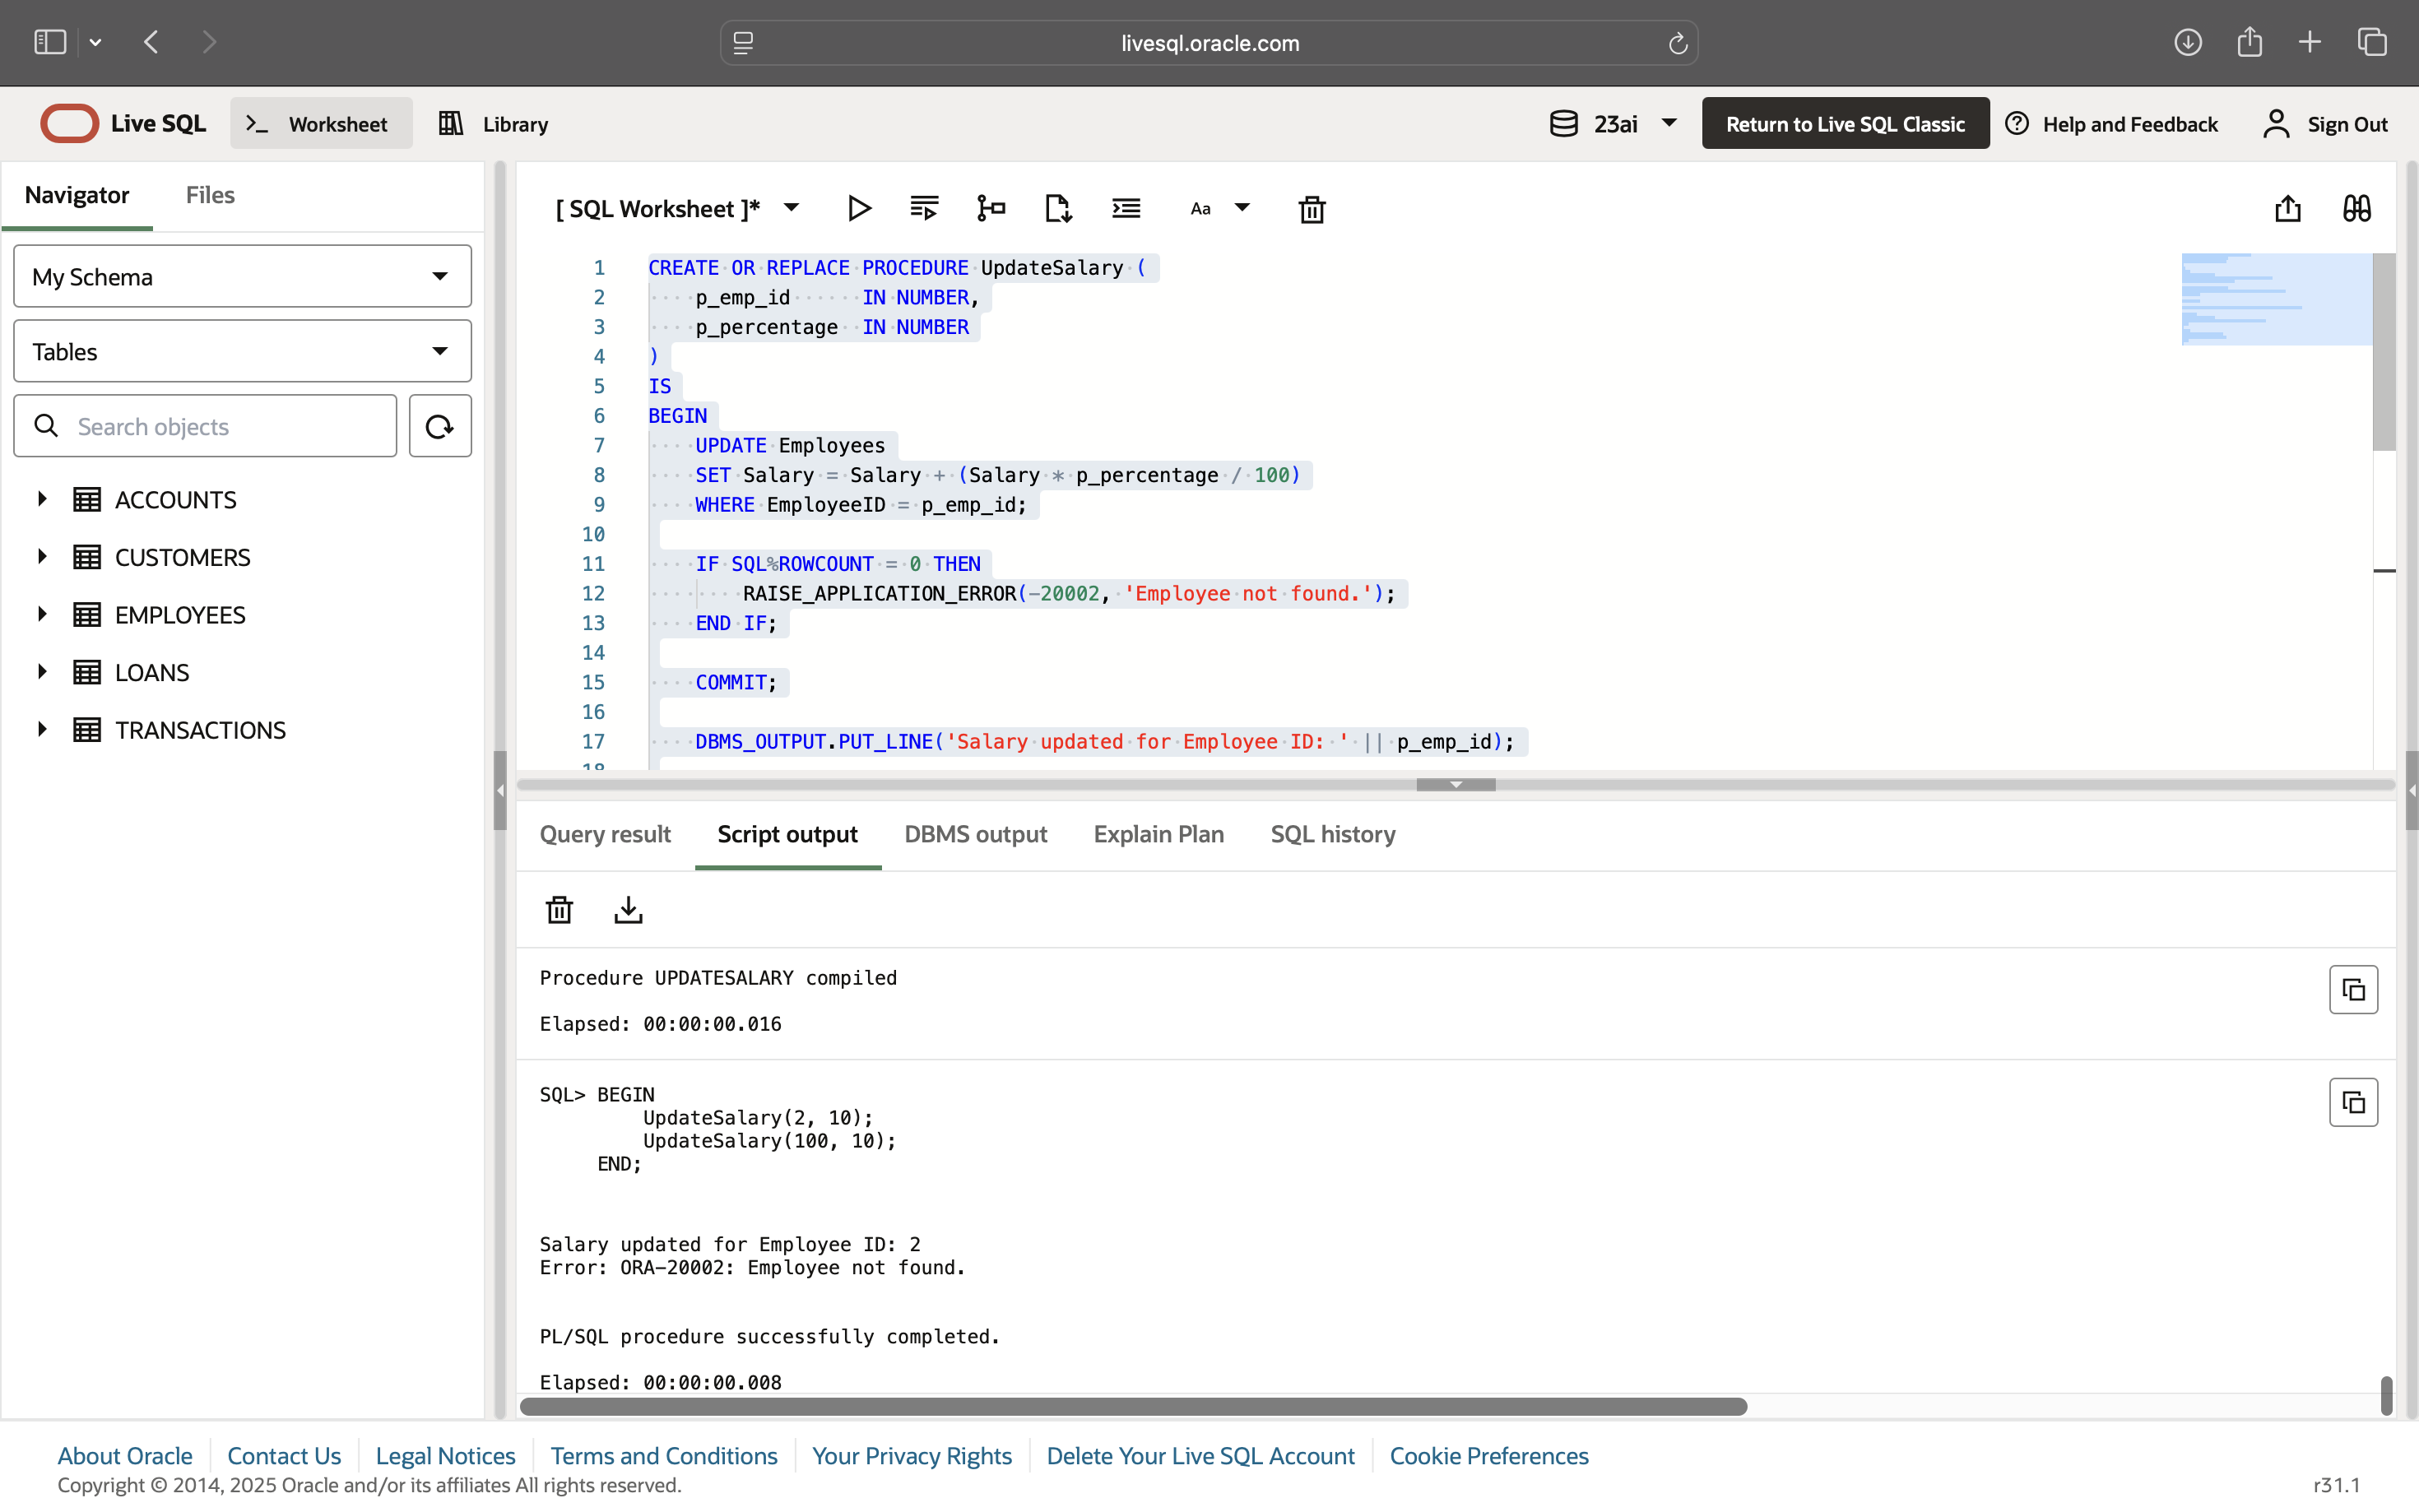 livesql.oracle.com
Live SQL
>_ Worksheet
Library
23ai
Return to Live SQL Classic
Help and Feedback
Sign Out
Navigator
Files
My Schema
Tables
Search objects
ACCOUNTS
CUSTOMERS
EMPLOYEES
LOANS
TRANSACTIONS
[ SQL Worksheet ]*
Aa
1 CREATE OR REPLACE PROCEDURE UpdateSalary (
2     p_emp_id      IN NUMBER,
3     p_percentage  IN NUMBER
4 )
5 IS
6 BEGIN
7     UPDATE Employees
8     SET Salary = Salary + (Salary * p_percentage / 100)
9     WHERE EmployeeID = p_emp_id;
10
11     IF SQL%ROWCOUNT = 0 THEN
12         RAISE_APPLICATION_ERROR(-20002, 'Employee not found.');
13     END IF;
14
15     COMMIT;
16
17     DBMS_OUTPUT.PUT_LINE('Salary updated for Employee ID: ' || p_emp_id);
18
Query result
Script output
DBMS output
Explain Plan
SQL history
Procedure UPDATESALARY compiled
Elapsed: 00:00:00.016
SQL> BEGIN
         UpdateSalary(2, 10);
         UpdateSalary(100, 10);
     END;
Salary updated for Employee ID: 2
Error: ORA-20002: Employee not found.
PL/SQL procedure successfully completed.
Elapsed: 00:00:00.008
About Oracle
Contact Us
Legal Notices
Terms and Conditions
Your Privacy Rights
Delete Your Live SQL Account
Cookie Preferences
Copyright © 2014, 2025 Oracle and/or its affiliates All rights reserved.
r31.1